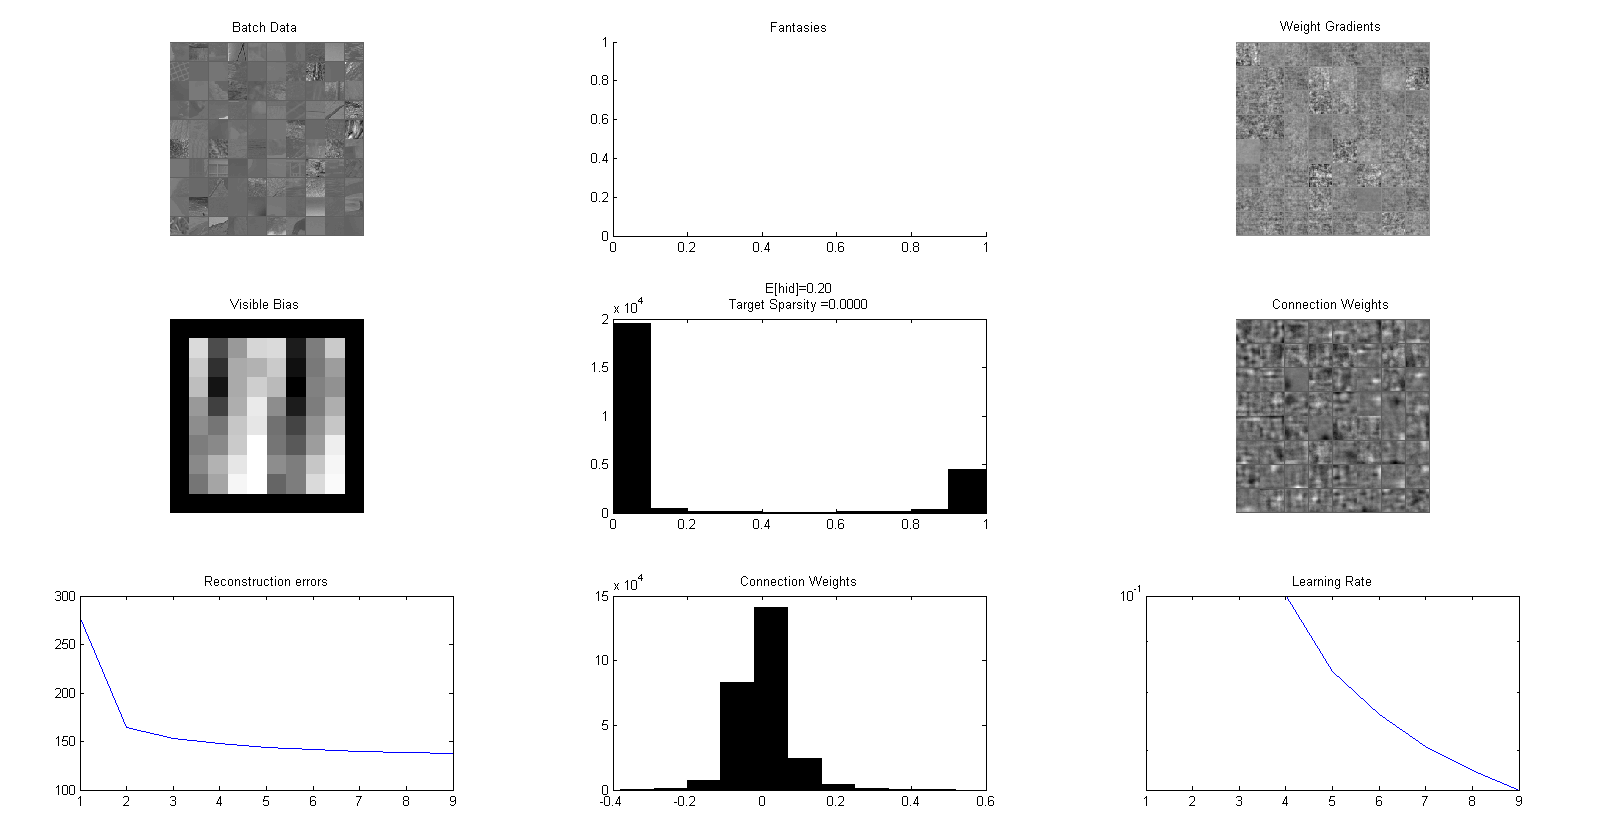 Batch Data
Fantasies
1
0.8
0.6
0.4
0.2
0
0 0.2 0.4 0.6 0.8 1
Weight Gradients
Visible Bias
E[hid]=0.20
Target Sparsity =0.0000
x 10^4
2
1.5
1
0.5
0
0 0.2 0.4 0.6 0.8 1
Connection Weights
Reconstruction errors
300
250
200
150
100
1 2 3 4 5 6 7 8 9
Connection Weights
x 10^4
15
10
5
0
-0.4 -0.2 0 0.2 0.4 0.6
Learning Rate
10^-1
1 2 3 4 5 6 7 8 9